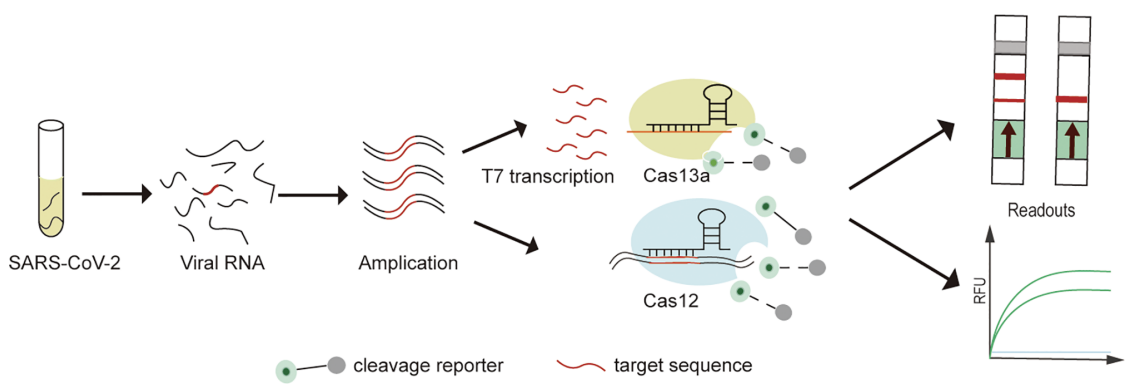 T7 transcription
Cas13a
SARS-CoV-2
Viral RNA
Amplication
Cas12
Readouts
RFU
cleavage reporter
target sequence